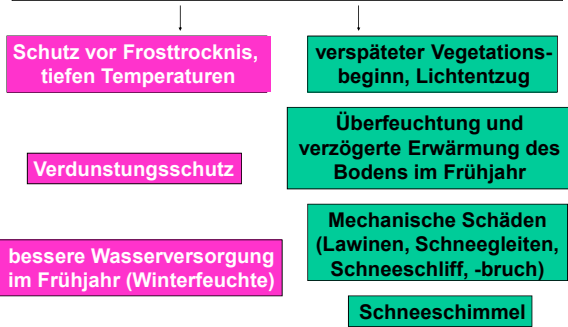 Schutz vor Frosttrocknis,
tiefen Temperaturen
Verdunstungsschutz
bessere Wasserversorgung
im Frühjahr (Winterfeuchte)
verspäteter Vegetations-
beginn, Lichtentzug
Überfeuchtung und
verzögerte Erwärmung des
Bodens im Frühjahr
Mechanische Schäden
(Lawinen, Schneegleiten,
Schneeschliff, -bruch)
Schneeschimmel